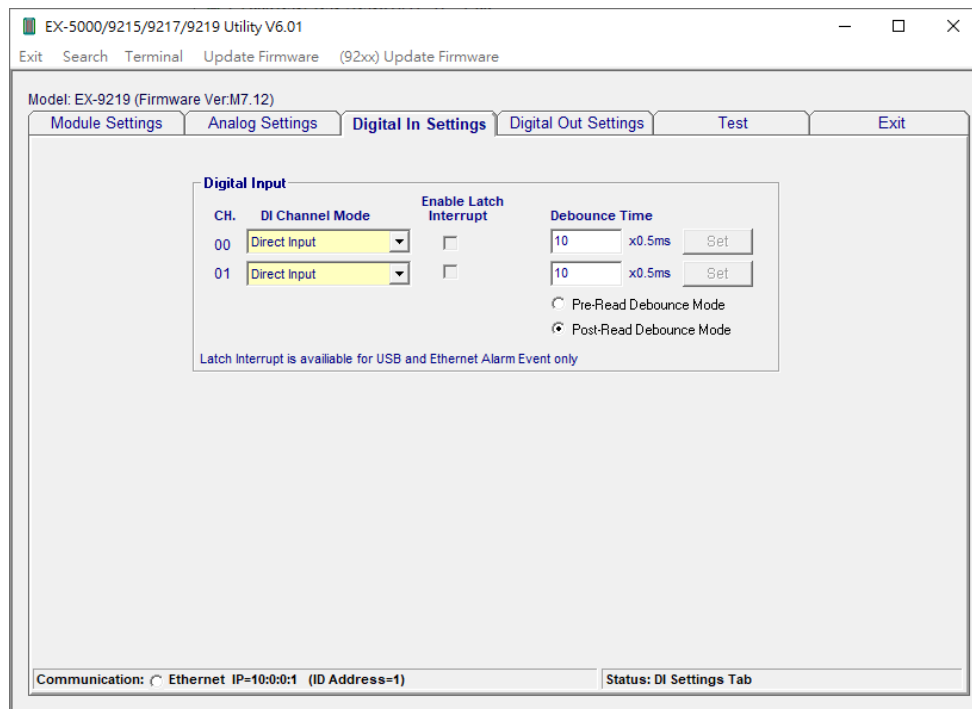 EX-5000/9215/9217/9219 Utility V6.01
Exit Search Terminal Update Firmware (92xx) Update Firmware
Model: EX-9219 (Firmware Ver:M7.12)
Module Settings Analog Settings Digital In Settings Digital Out Settings Test Exit
Digital Input
Enable Latch
CH. DI Channel Mode Interrupt Debounce Time
00 Direct Input 10 x0.5ms Set
01 Direct Input 10 x0.5ms Set
Pre-Read Debounce Mode
Post-Read Debounce Mode
Latch Interrupt is availiable for USB and Ethernet Alarm Event only
Communication: Ethernet IP=10:0:0:1 (ID Address=1) Status: DI Settings Tab